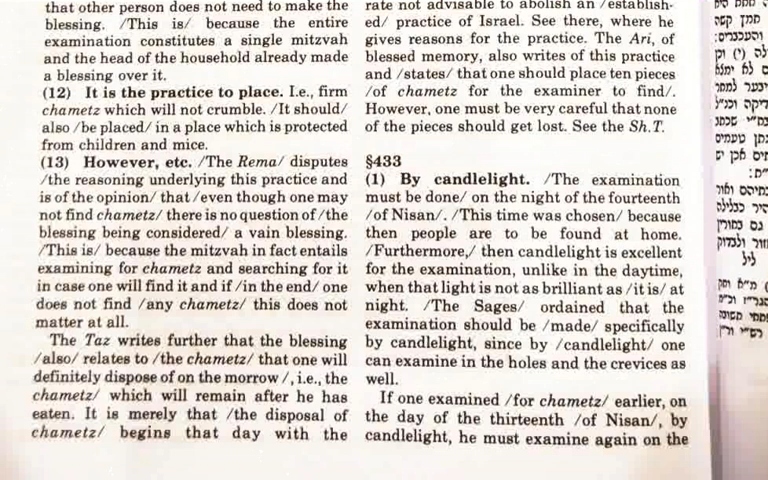 that other person does not need to make the
blessing. /This is/ because the entire
examination constitutes a single mitzvah
and the head of the household already made
a blessing over it.
(12) It is the practice to place. I.e., firm
chametz which will not crumble. /It should/
also /be placed/ in a place which is protected
from children and mice.
(13) However, etc. /The Rema/ disputes
/the reasoning underlying this practice and
is of the opinion/ that /even though one may
not find chametz/ there is no question of /the
blessing being considered/ a vain blessing.
/This is/ because the mitzvah in fact entails
examining for chametz and searching for it
in case one will find it and if /in the end/ one
does not find /any chametz/ this does not
matter at all.
The Taz writes further that the blessing
/also/ relates to /the chametz/ that one will
definitely dispose of on the morrow /, i.e., the
chametz/ which will remain after he has
eaten. It is merely that /the disposal of
chametz/ begins that day with the
rate not advisable to abolish an /establish-
ed/ practice of Israel. See there, where he
gives reasons for the practice. The Ari, of
blessed memory, also writes of this practice
and /states/ that one should place ten pieces
/of chametz for the examiner to find/.
However, one must be very careful that none
of the pieces should get lost. See the Sh.T.
§433
(1) By candlelight. /The examination
must be done/ on the night of the fourteenth
/of Nisan/. /This time was chosen/ because
then people are to be found at home.
/Furthermore,/ then candlelight is excellent
for the examination, unlike in the daytime,
when that light is not as brilliant as /it is/ at
night. /The Sages/ ordained that the
examination should be /made/ specifically
by candlelight, since by /candlelight/ one
can examine in the holes and the crevices as
well.
If one examined /for chametz/ earlier, on
the day of the thirteenth /of Nisan/, by
candlelight, he must examine again on the
ממן קשה
והעכברים: